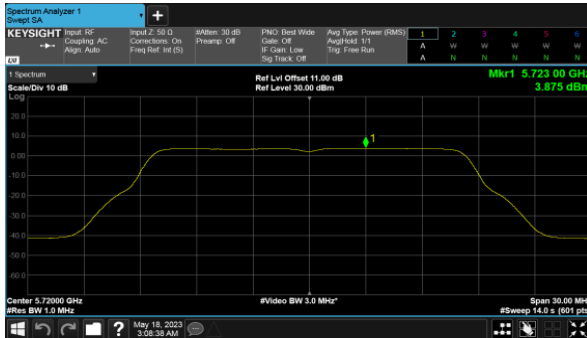 Spectrum Analyzer 1
Swept SA
+
KEYSIGHT
Input: RF
Coupling: AC
Align: Auto
Input Z: 50 Ω
Corrections: On
Freq Ref: Int (S)
#Atten: 30 dB
Preamp: Off
PNO: Best Wide
Gate: Off
IF Gain: Low
Sig Track: Off
Avg Type: Power (RMS)
Avg|Hold: 1/1
Trig: Free Run
1 2 3 4 5 6
A W W W W W
A N N N N N
1 Spectrum
Scale/Div 10 dB
Log
Ref Lvl Offset 11.00 dB
Ref Level 30.00 dBm
Mkr1 5.723 00 GHz
3.875 dBm
20.0
10.0
0.00
-10.0
-20.0
-30.0
-40.0
-50.0
-60.0
1
Center 5.72000 GHz
#Res BW 1.0 MHz
#Video BW 3.0 MHz*
Span 30.00 MHz
#Sweep 14.0 s (601 pts)
?
May 18, 2023
3:08:38 AM